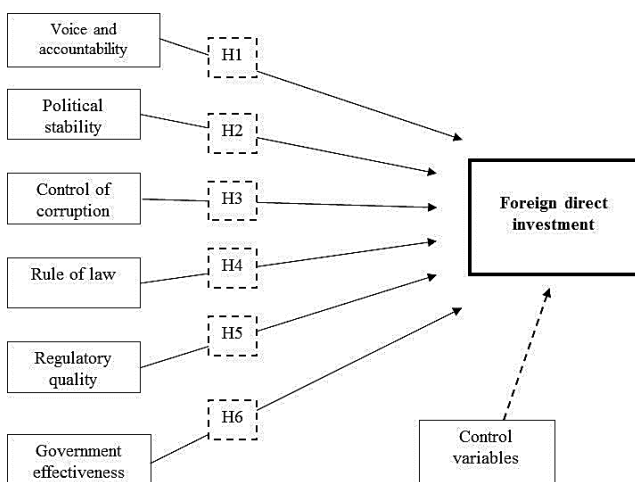 Voice and
accountability
H1
Political
stability
H2
Control of
corruption
H3
Rule of law
H4
Regulatory
quality
H5
Government
effectiveness
H6
Foreign direct
investment
Control
variables